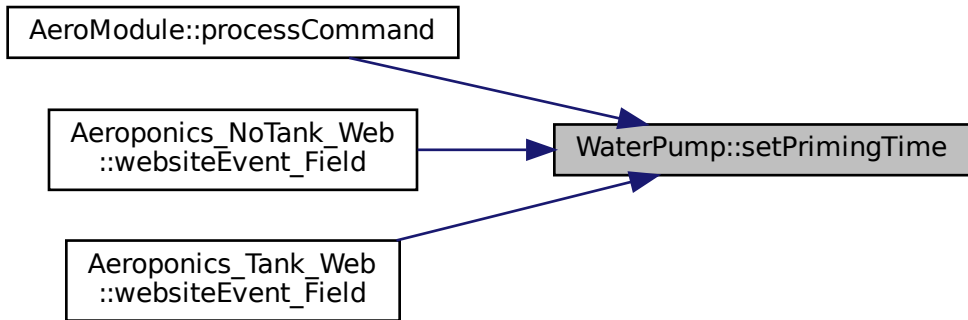 AeroModule::processCommand
Aeroponics_NoTank_Web
::websiteEvent_Field
WaterPump::setPrimingTime
Aeroponics_Tank_Web
::websiteEvent_Field